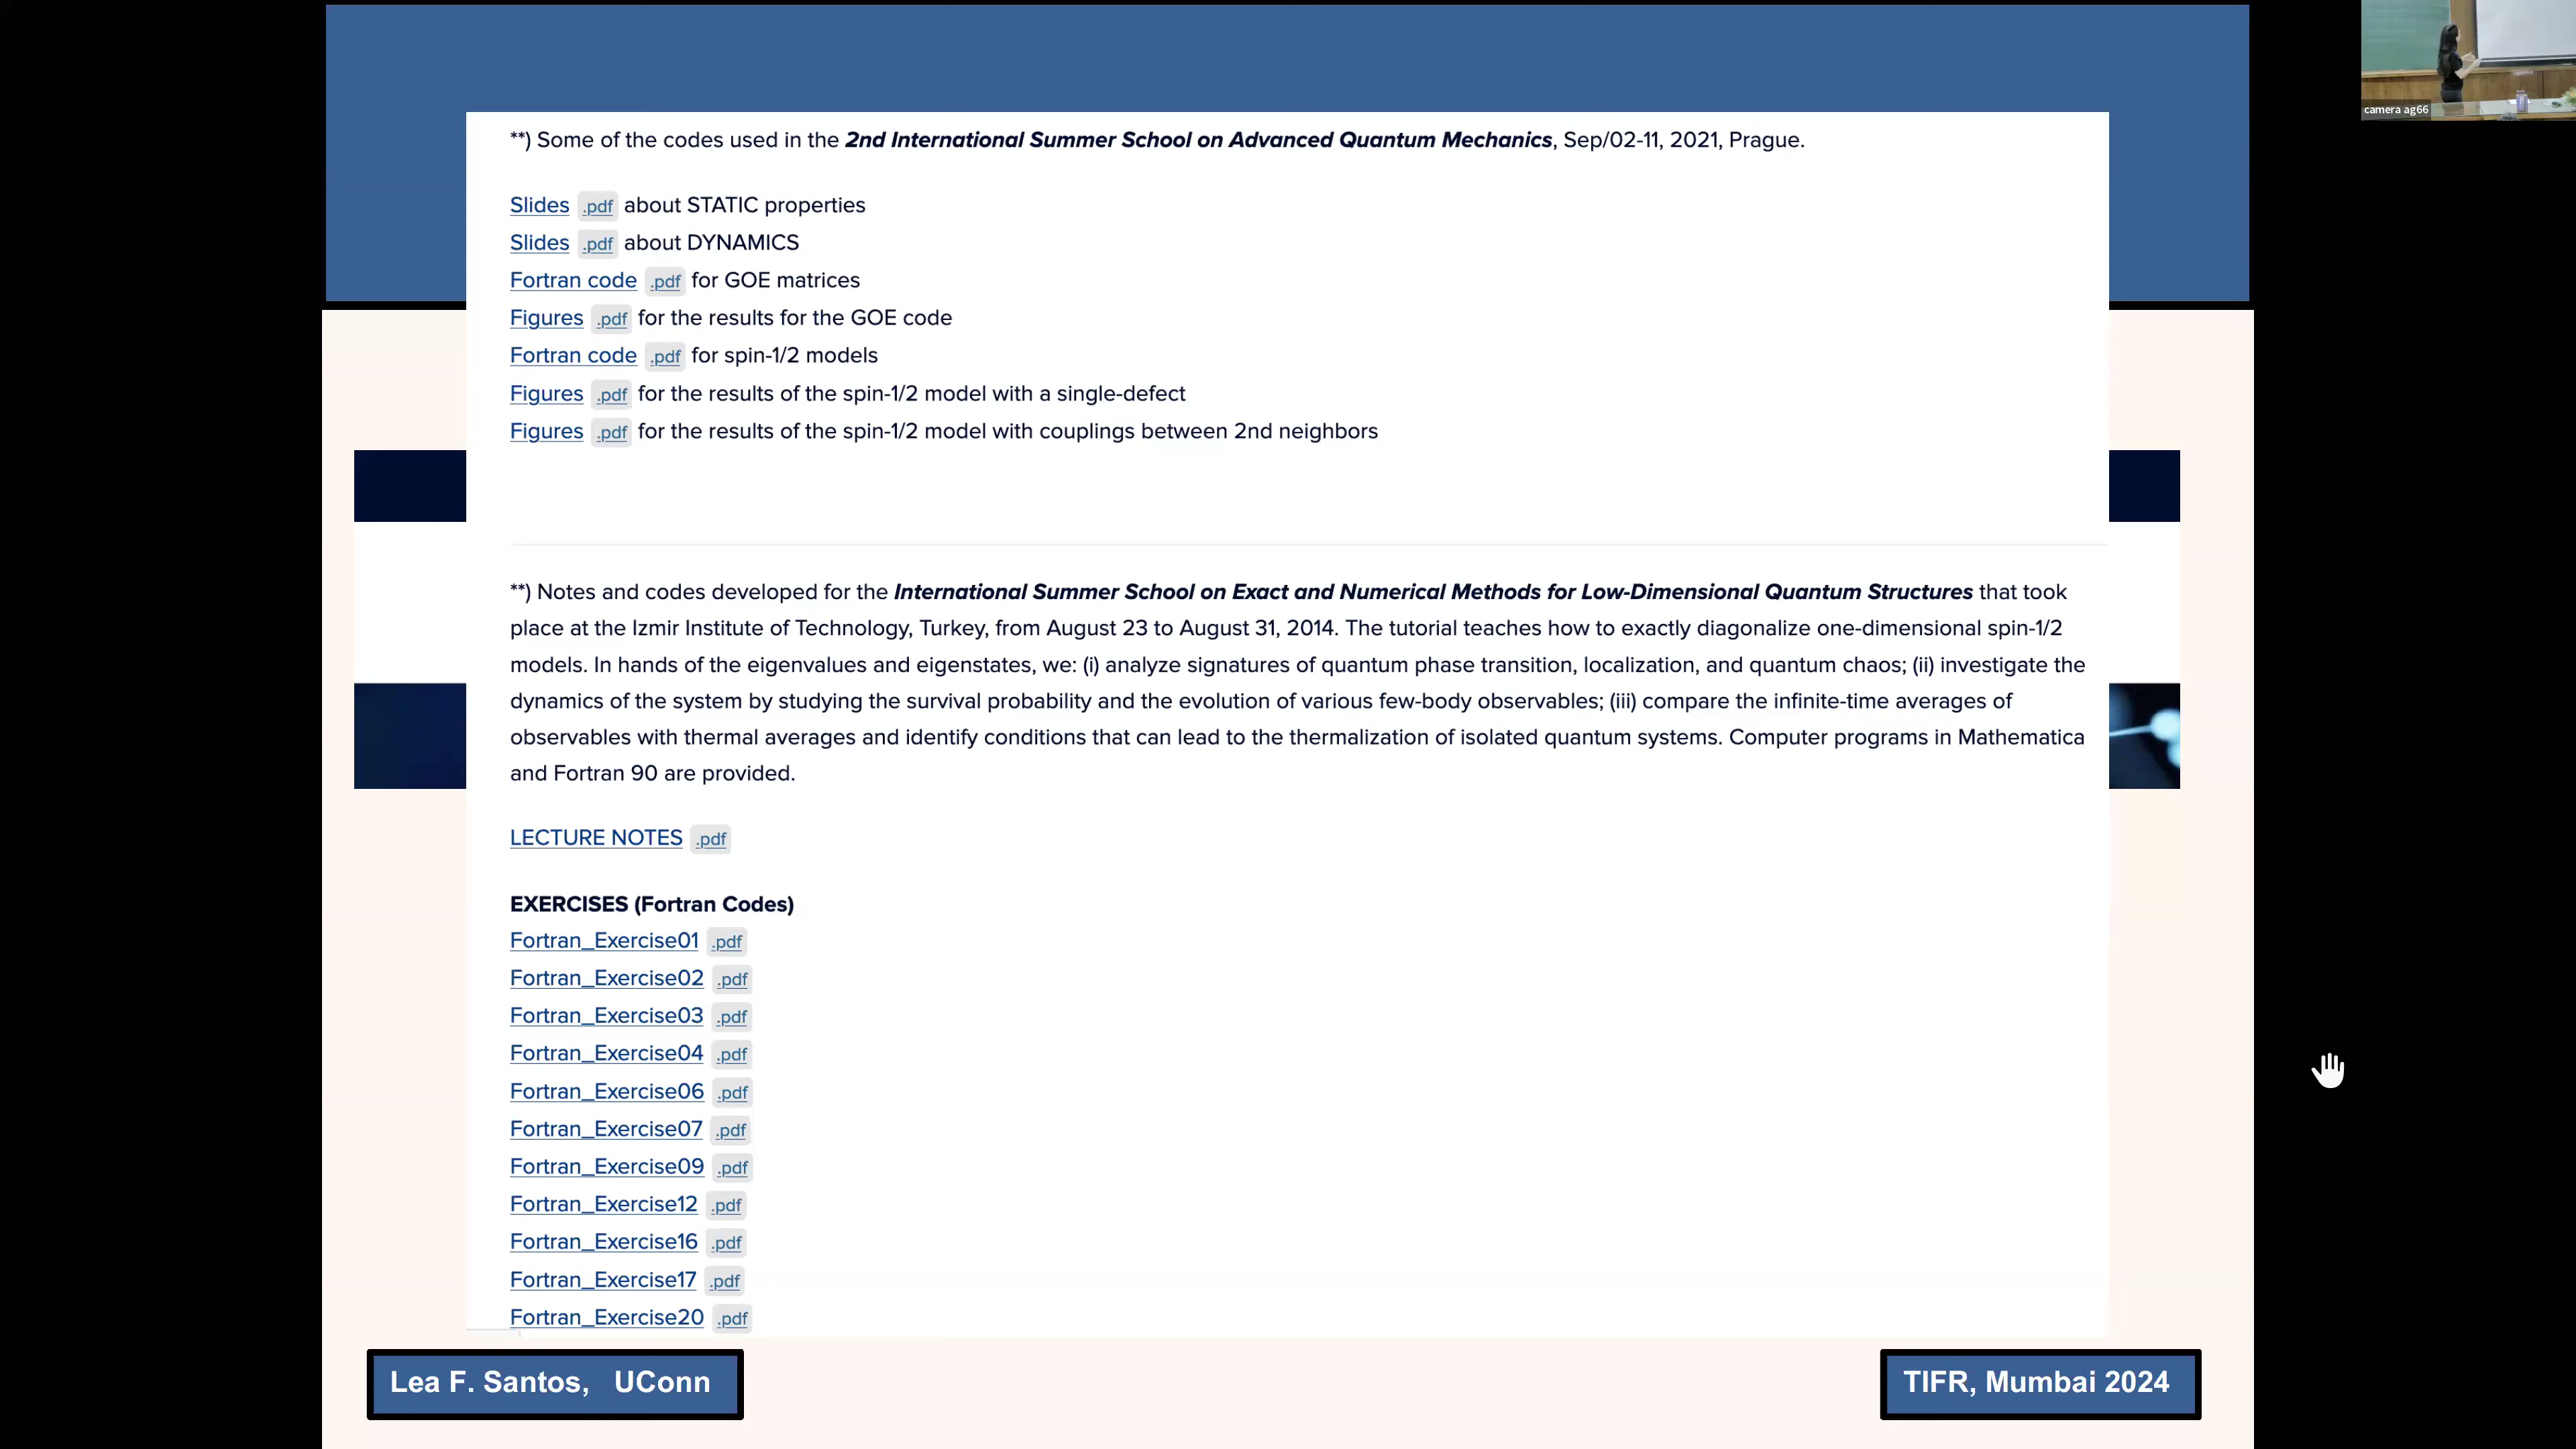 **) Some of the codes used in the 2nd International Summer School on Advanced Quantum Mechanics, Sep/02-11, 2021, Prague.
Slides .pdf about STATIC properties
Slides .pdf about DYNAMICS
Fortran code .pdf for GOE matrices
Figures .pdf for the results for the GOE code
Fortran code .pdf for spin-1/2 models
Figures .pdf for the results of the spin-1/2 model with a single-defect
Figures .pdf for the results of the spin-1/2 model with couplings between 2nd neighbors
**) Notes and codes developed for the International Summer School on Exact and Numerical Methods for Low-Dimensional Quantum Structures that took
place at the Izmir Institute of Technology, Turkey, from August 23 to August 31, 2014. The tutorial teaches how to exactly diagonalize one-dimensional spin-1/2
models. In hands of the eigenvalues and eigenstates, we: (i) analyze signatures of quantum phase transition, localization, and quantum chaos; (ii) investigate the
dynamics of the system by studying the survival probability and the evolution of various few-body observables; (iii) compare the infinite-time averages of
observables with thermal averages and identify conditions that can lead to the thermalization of isolated quantum systems. Computer programs in Mathematica
and Fortran 90 are provided.
LECTURE NOTES .pdf
EXERCISES (Fortran Codes)
Fortran_Exercise01 .pdf
Fortran_Exercise02 .pdf
Fortran_Exercise03 .pdf
Fortran_Exercise04 .pdf
Fortran_Exercise06 .pdf
Fortran_Exercise07 .pdf
Fortran_Exercise09 .pdf
Fortran_Exercise12 .pdf
Fortran_Exercise16 .pdf
Fortran_Exercise17 .pdf
Fortran_Exercise20 .pdf
Lea F. Santos, UConn
TIFR, Mumbai 2024
camera ag66